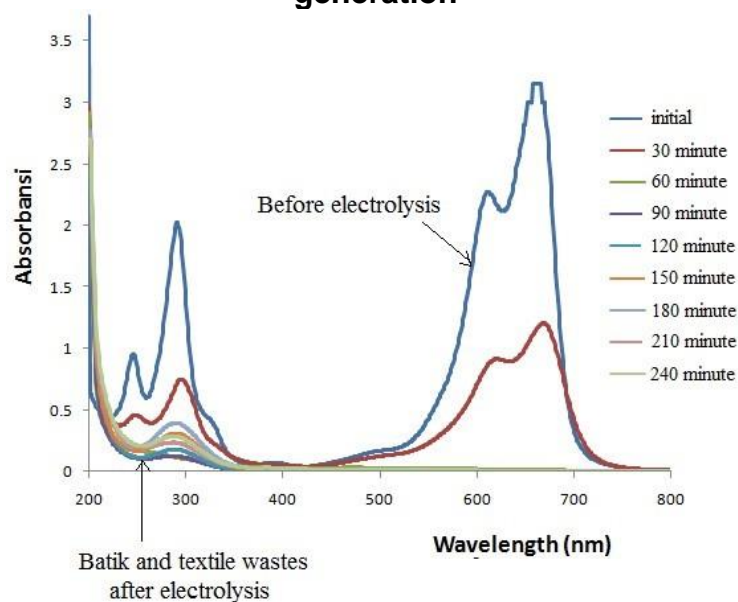 generation
3.5
3
2.5
2
1.5
1
0.5
0
200
300
400
500
600
700
800
Absorbansi
Wavelength (nm)
Before electrolysis
Batik and textile wastes
after electrolysis
initial
30 minute
60 minute
90 minute
120 minute
150 minute
180 minute
210 minute
240 minute